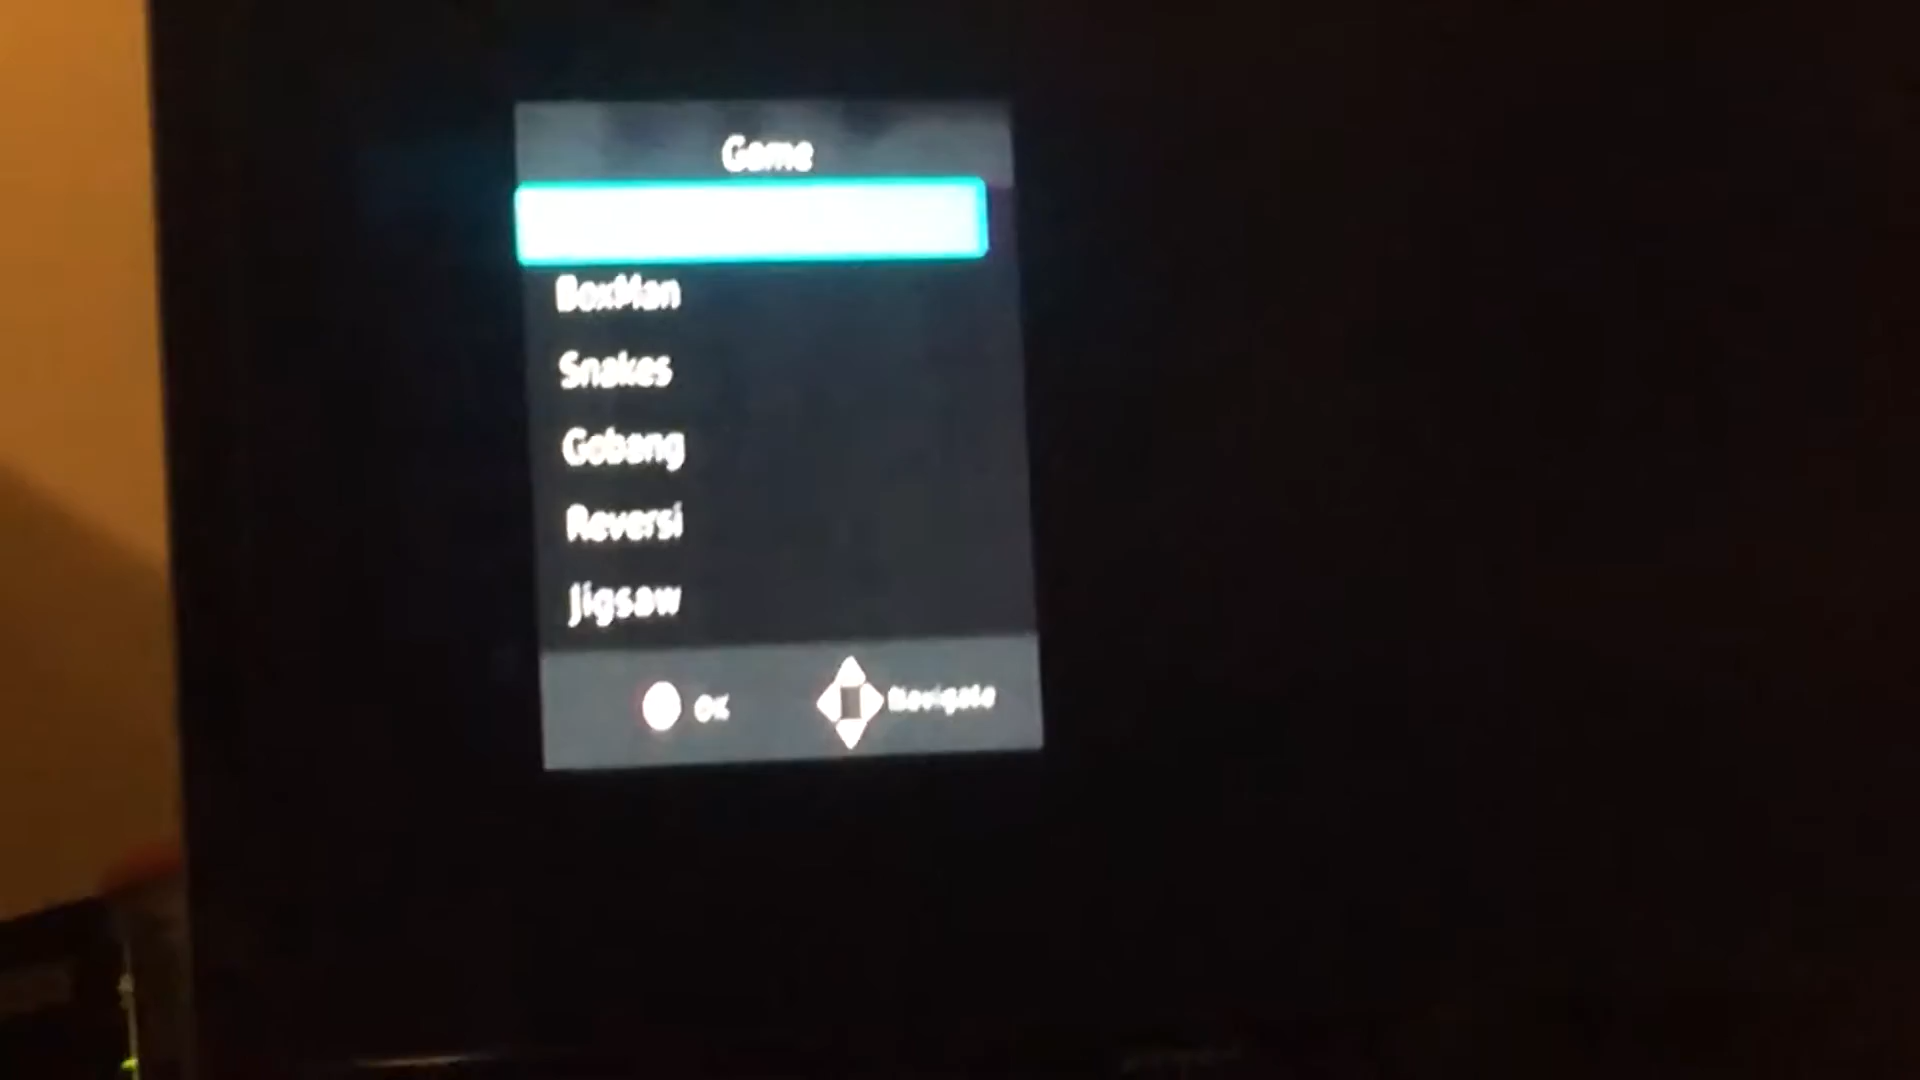 Game
BoxMan
Snakes
Gobang
Reversi
Jigsaw
OK
Navigate